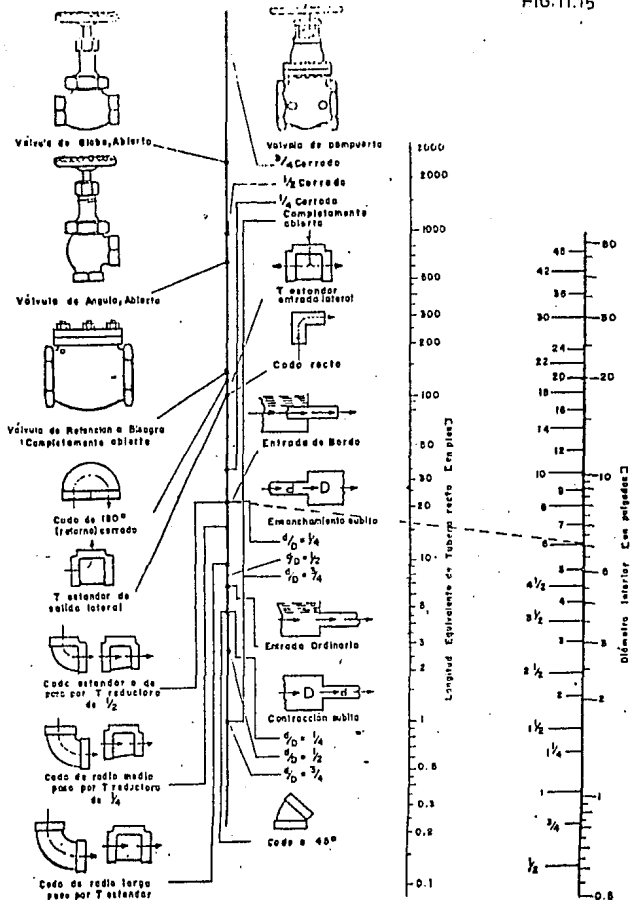 FIG.11.15
Válvula de Globo, Abierta
Válvula de Angulo, Abierta
Válvula de Retención a Bisagra
(Completamente abierta
Codo de 180°
(retorno) cerrado
T estandar de
salida lateral
Codo estandar o de
paso por T reductora
de 1/2
Codo de radio medio
paso por T reductora
de 1/4
Codo de radio largo
paso por T estandar
Valvula de compuerta
3/4 Cerrado
1/2 Cerrado
1/4 Cerrada
Completamente
abierta
T estandar
entrada lateral
Codo recto
Entrada de Borda
d
D
Ensanchamiento subito
d/D = 1/4
d/D = 1/2
d/D = 3/4
Entrada Ordinaria
D
d
Contracción subita
d/D = 1/4
d/D = 1/2
d/D = 3/4
Codo a 45°
2000
1000
500
300
200
100
50
30
20
10
5
3
2
1
0.5
0.3
0.2
0.1
Longitud Equivalente de Tuberia recta [en pies]
48
42
36
30
24
22
20
18
16
14
12
10
9
8
7
6
5
4 1/2
4
3 1/2
3
2 1/2
2
1 1/2
1 1/4
1
3/4
1/2
30
20
10
5
3
2
1
0.5
Diámetro Interior [en pulgadas]